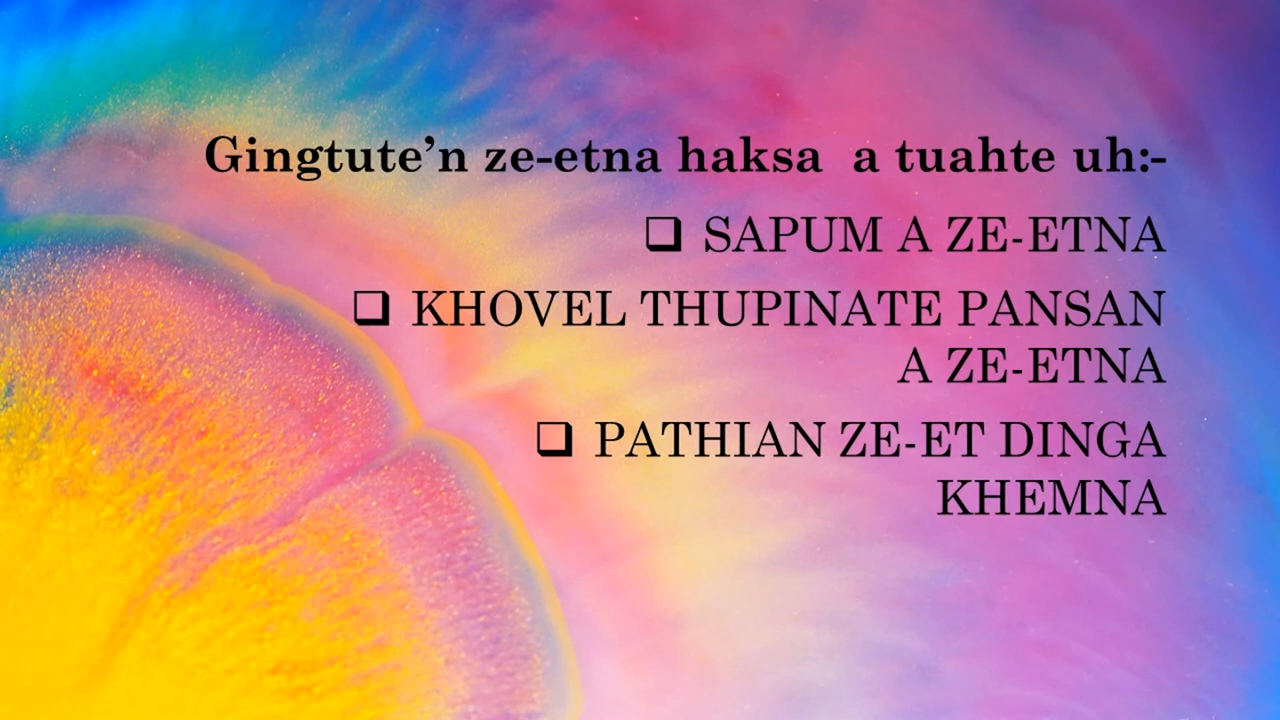 Gingtute’n ze-etna haksa  a tuahte uh:-
❑ SAPUM A ZE-ETNA
❑ KHOVEL THUPINATE PANSAN
A ZE-ETNA
❑ PATHIAN ZE-ET DINGA
KHEMNA